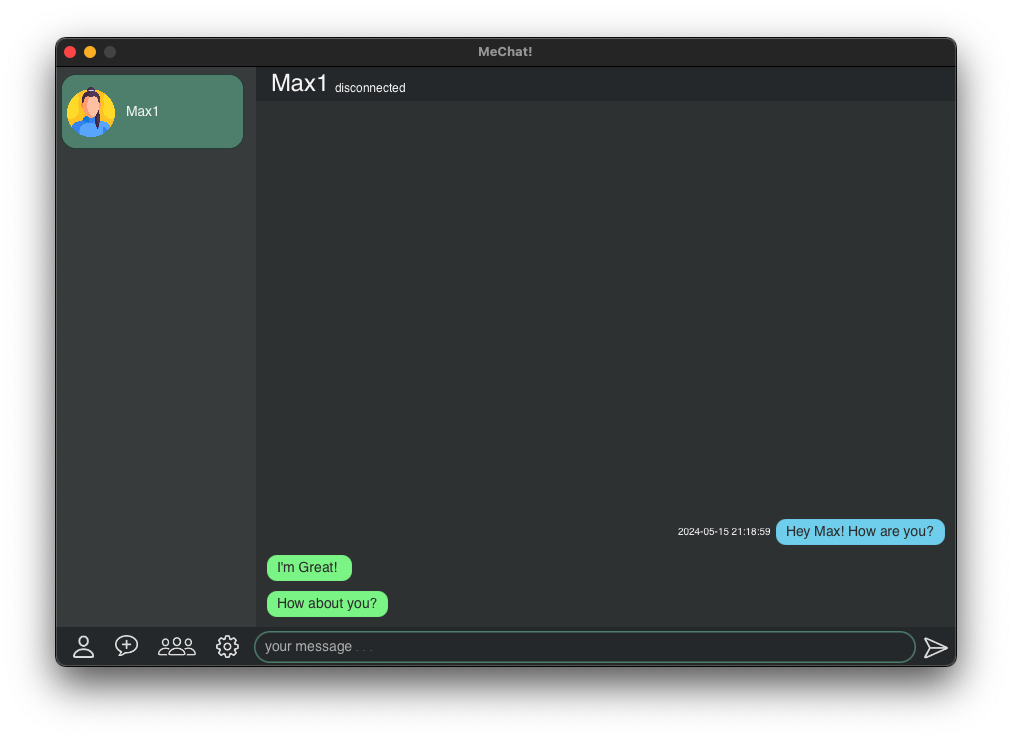 MeChat!
Max1
Max1 disconnected
2024-05-15 21:18:59 Hey Max! How are you?
I'm Great!
How about you?
your message . . .